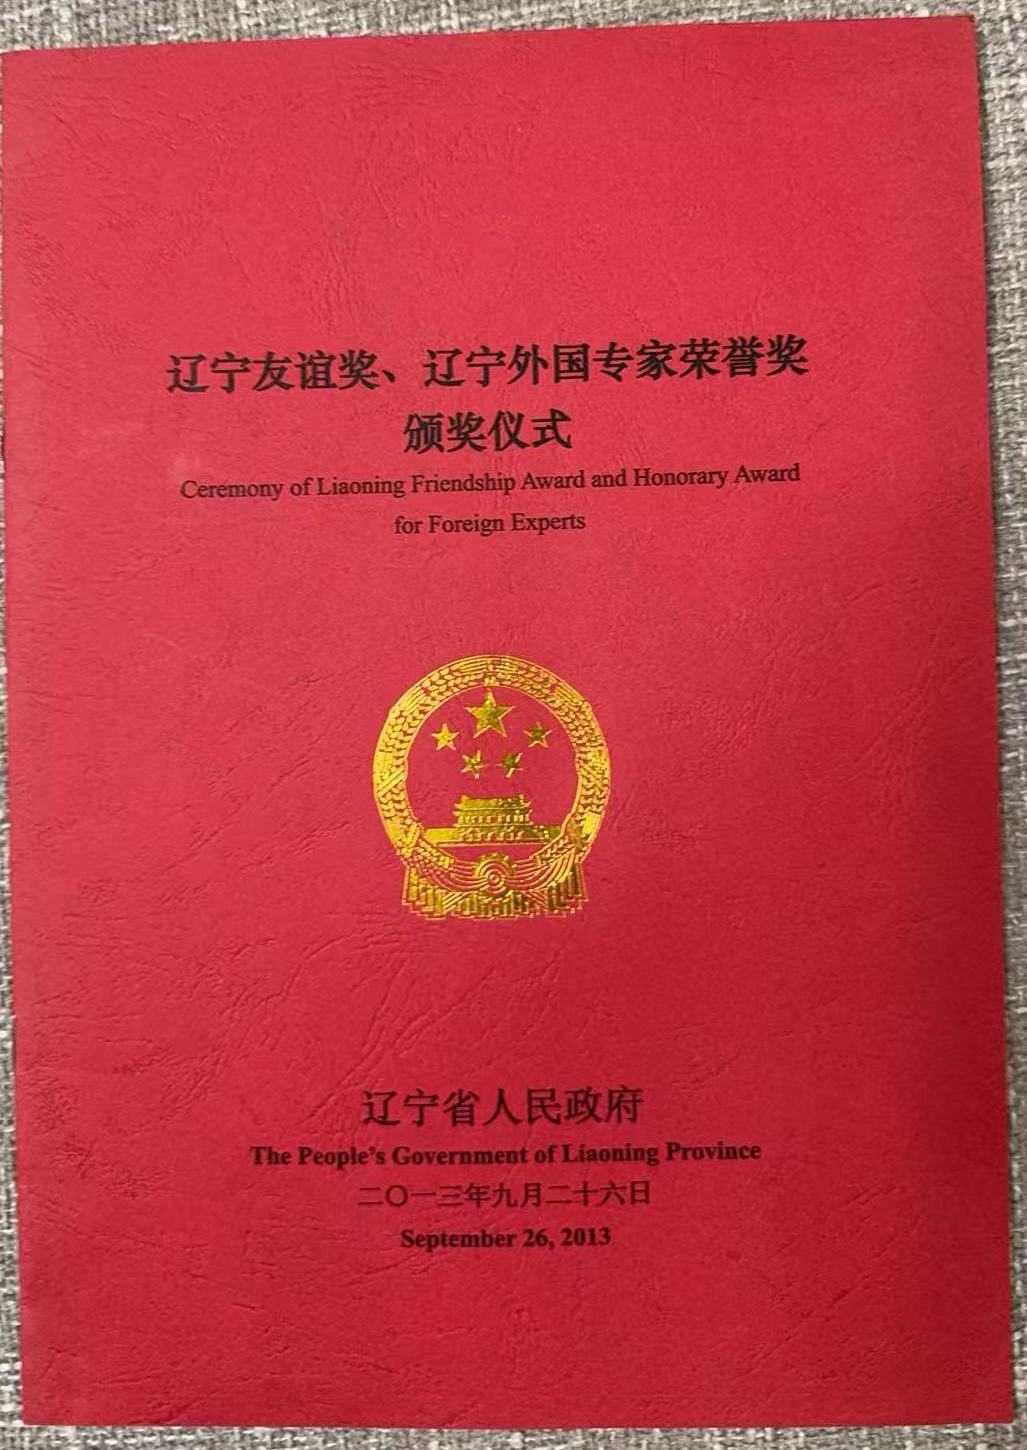 辽宁友谊奖、辽宁外国专家荣誉奖
颁奖仪式
Ceremony of Liaoning Friendship Award and Honorary Award
for Foreign Experts
辽宁省人民政府
The People's Government of Liaoning Province
二〇一三年九月二十六日
September 26, 2013